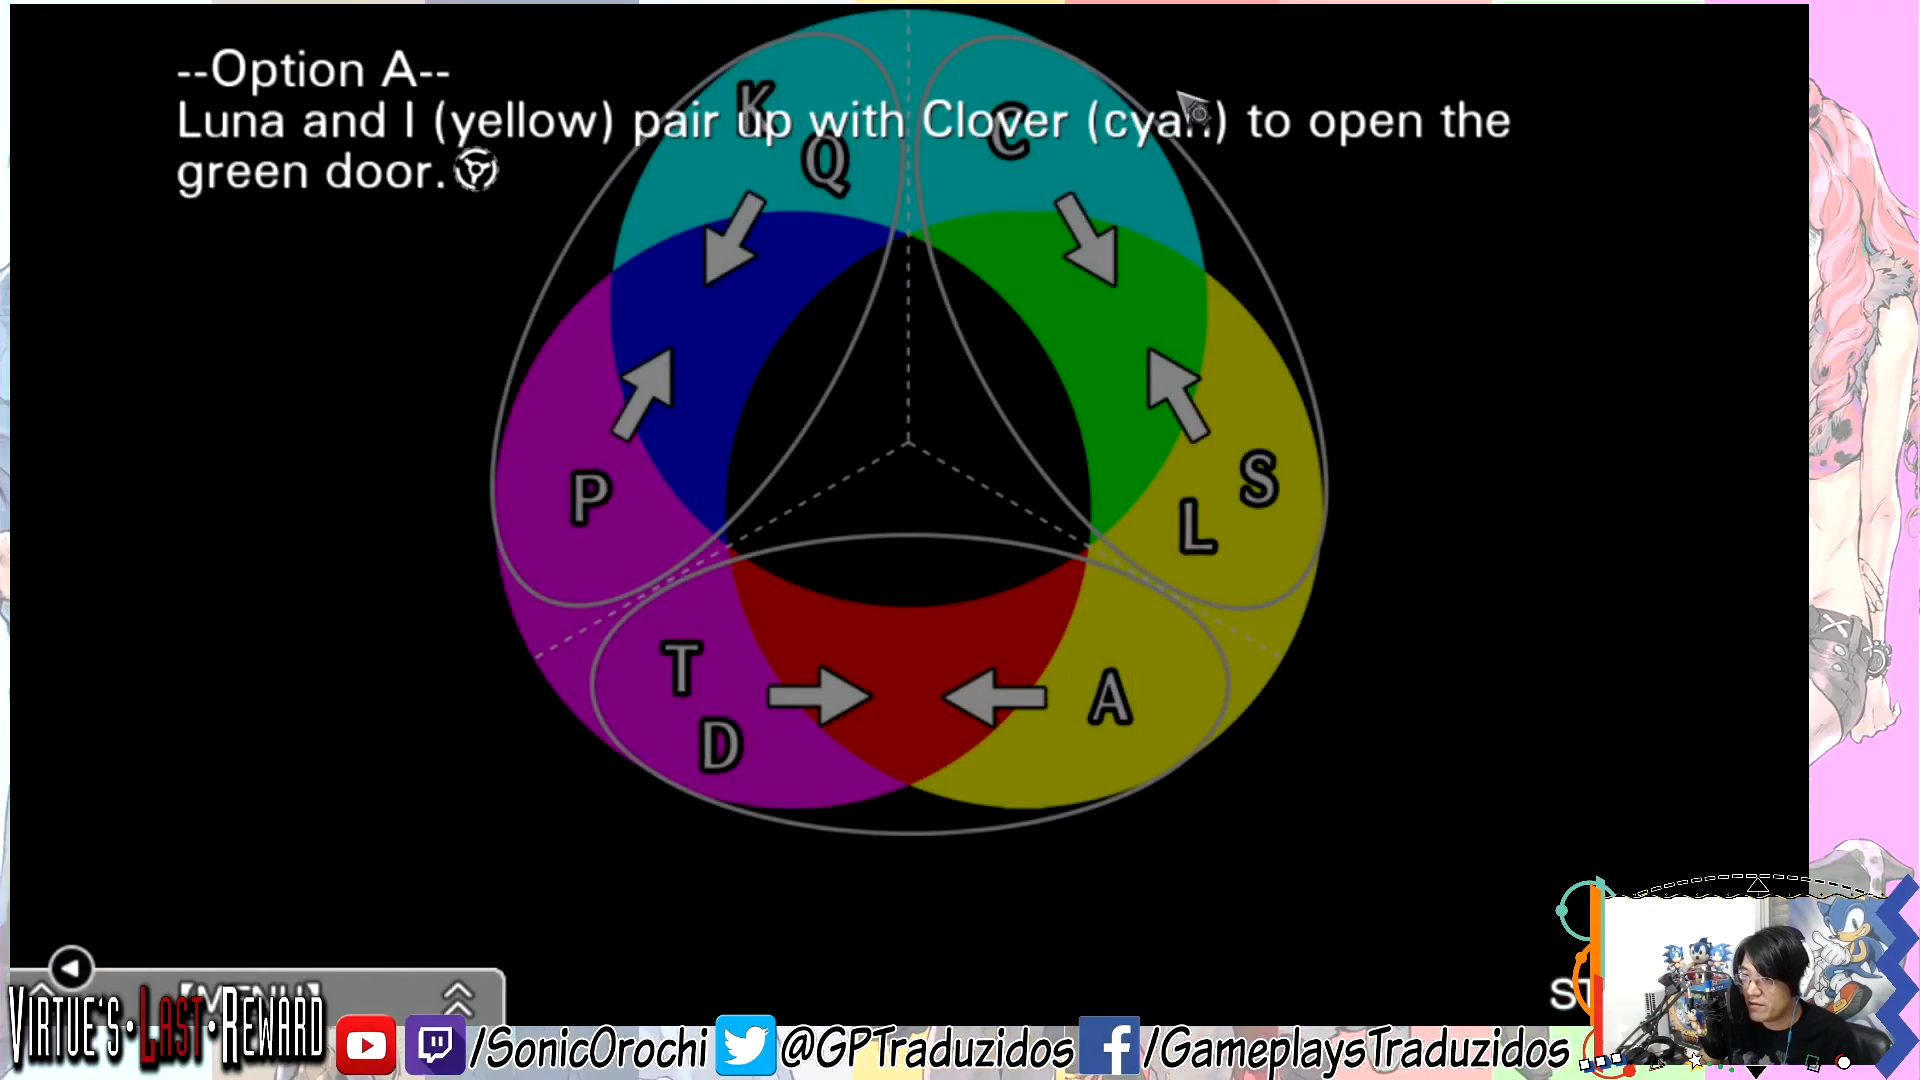 --Option A--
Luna and I (yellow) pair up with Clover (cyan) to open the
green door.
K
Q
C
P
S
L
T
D
A
[MENU]
VIRTUE'S LAST REWARD
/SonicOrochi
@GPTraduzidos
/GameplaysTraduzidos